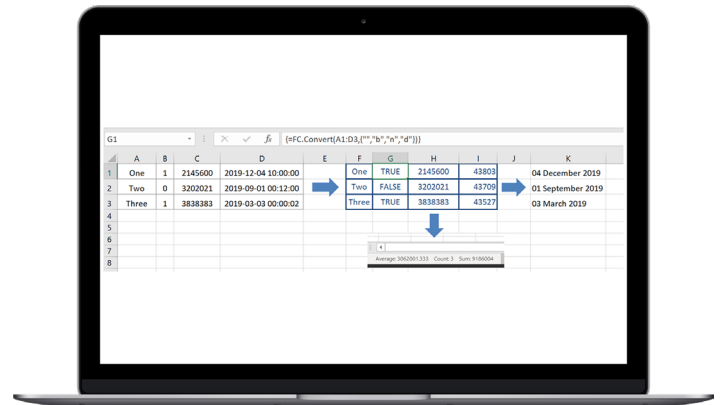 G1 fx {=FC.Convert(A1:D3,{"","b","n","d"})}
A B C D E F G H I J K
1 One 1 2145600 2019-12-04 10:00:00 One TRUE 2145600 43803 04 December 2019
2 Two 0 3202021 2019-09-01 00:12:00 Two FALSE 3202021 43709 01 September 2019
3 Three 1 3838383 2019-03-03 00:00:02 Three TRUE 3838383 43527 03 March 2019
4
5
6
7
8
Average: 3062001.333 Count: 5 Sum: 9186004